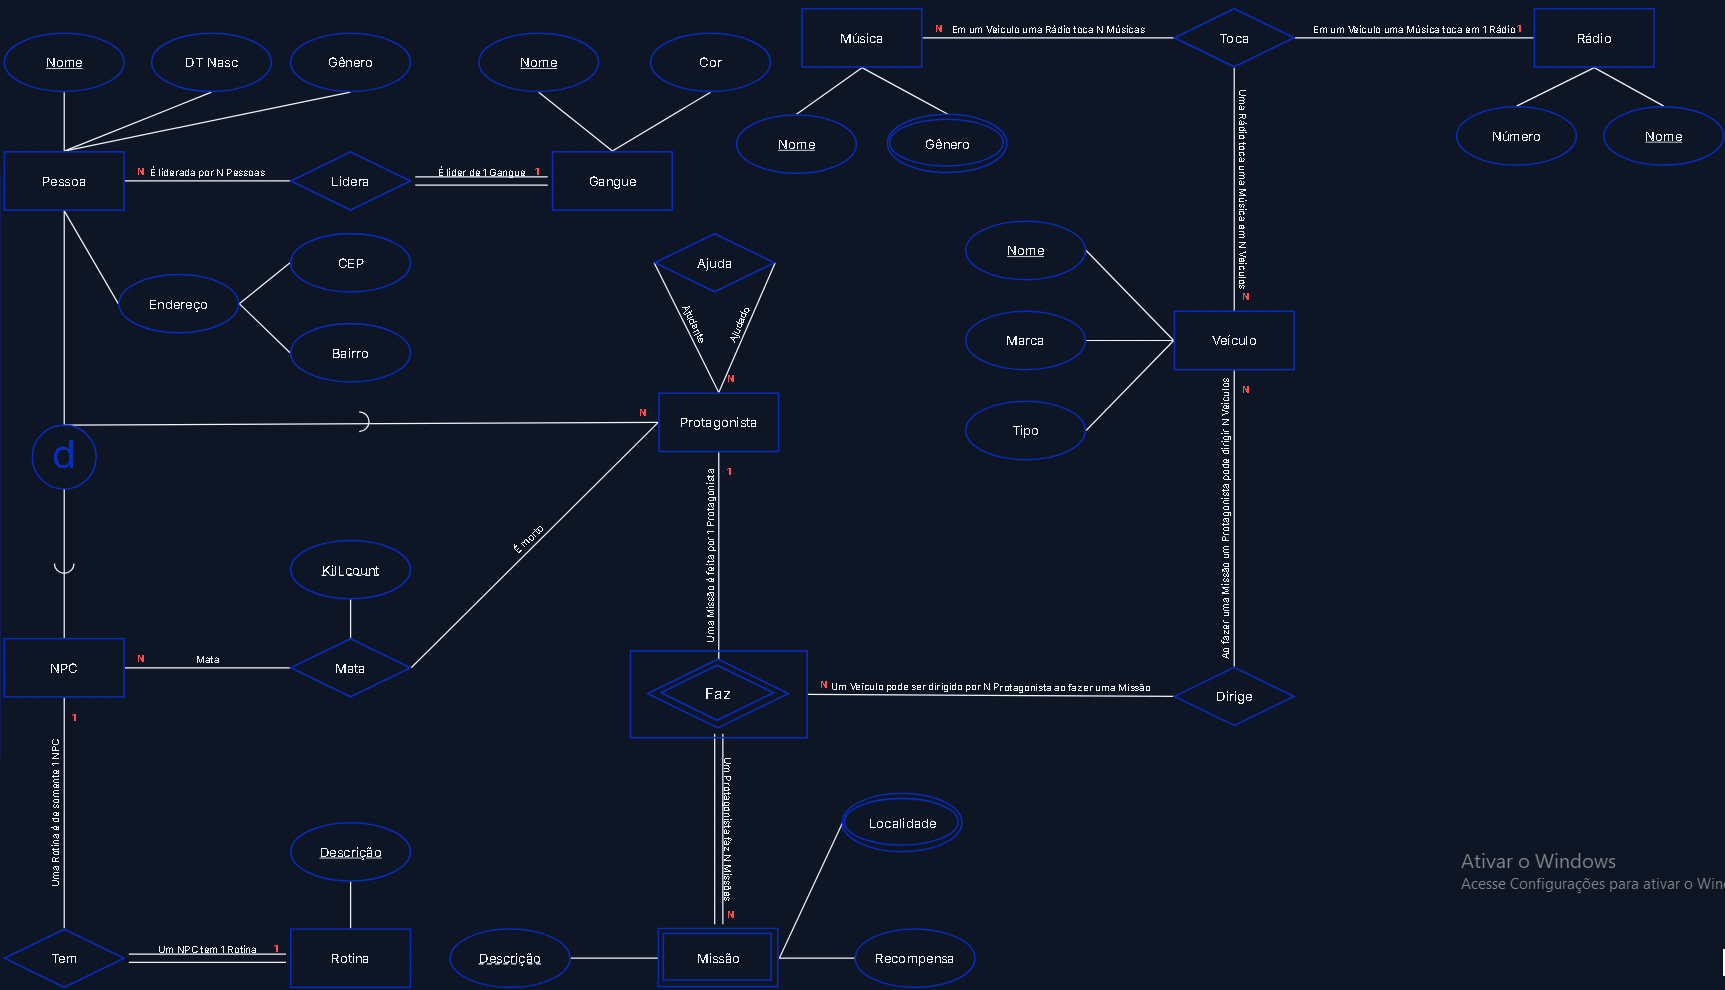 Nome
DT Nasc
Gênero
Nome
Cor
Música
N Em um Veículo uma Rádio toca N Músicas
Toca
Em um Veículo uma Música toca em 1 Rádio 1
Rádio
Nome
Gênero
Número
Nome
Pessoa
N É liderada por N Pessoas
Lidera
É líder de 1 Gangue 1
Gangue
Uma Rádio toca uma Música em N Veículos
N
Endereço
CEP
Bairro
Ajuda
Ajudante
Ajudado
N
Nome
Marca
Tipo
Veículo
N
d
N
Protagonista
1
Uma Missão é feita por 1 Protagonista
Ao fazer uma Missão um Protagonista pode dirigir N Veículos
É morto
Kill count
NPC
N
Mata
Mata
Faz
N Um Veículo pode ser dirigido por N Protagonista ao fazer uma Missão
Dirige
1
Uma Rotina é de somente 1 NPC
Um Protagonista faz N Missões
N
Descrição
Localidade
Tem
Um NPC tem 1 Rotina 1
Rotina
Descrição
Missão
Recompensa
Ativar o Windows
Acesse Configurações para ativar o Win